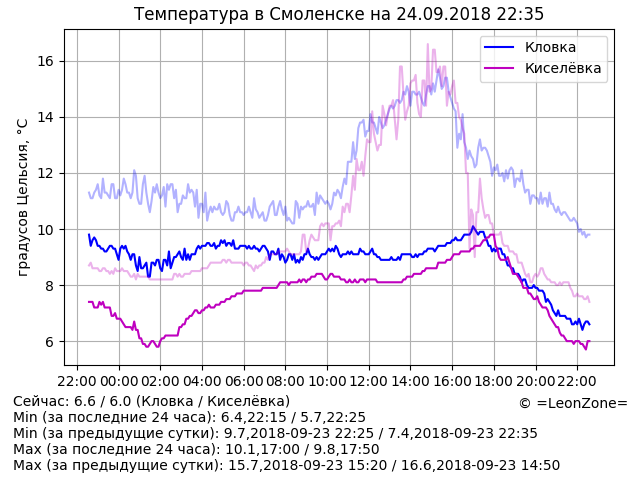 Температура в Смоленске на 24.09.2018 22:35
градусов Цельсия, °C
16
14
12
10
8
6
Кловка
Киселёвка
22:00 00:00 02:00 04:00 06:00 08:00 10:00 12:00 14:00 16:00 18:00 20:00 22:00
Сейчас: 6.6 / 6.0 (Кловка / Киселёвка)
© =LeonZone=
Min (за последние 24 часа): 6.4,22:15 / 5.7,22:25
Min (за предыдущие сутки): 9.7,2018-09-23 22:25 / 7.4,2018-09-23 22:35
Max (за последние 24 часа): 10.1,17:00 / 9.8,17:50
Max (за предыдущие сутки): 15.7,2018-09-23 15:20 / 16.6,2018-09-23 14:50